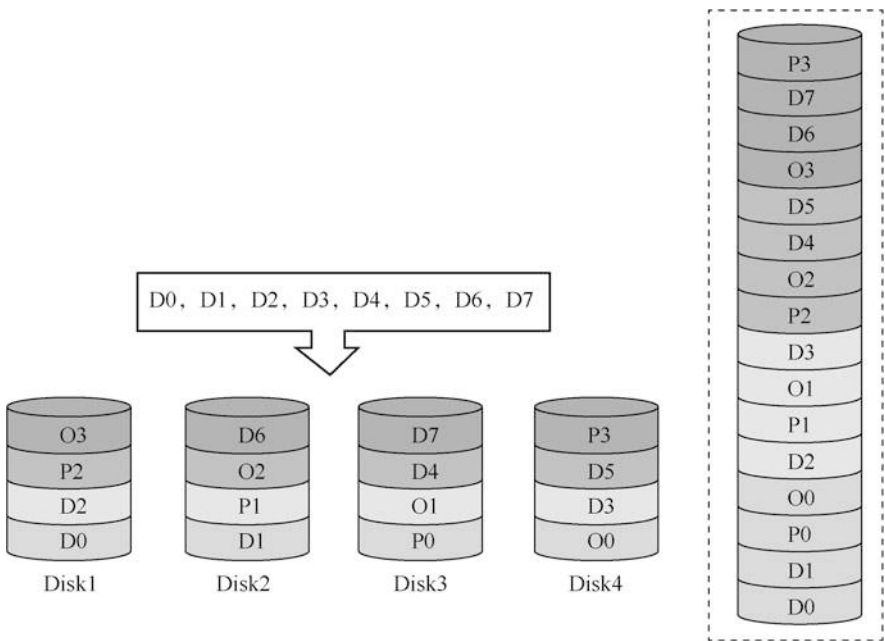 D0, D1, D2, D3, D4, D5, D6, D7
O3 D6 D7 P3
P2 O2 D4 D5
D2 P1 O1 D3
D0 D1 P0 O0
Disk1 Disk2 Disk3 Disk4
P3
D7
D6
O3
D5
D4
O2
P2
D3
O1
P1
D2
O0
P0
D1
D0